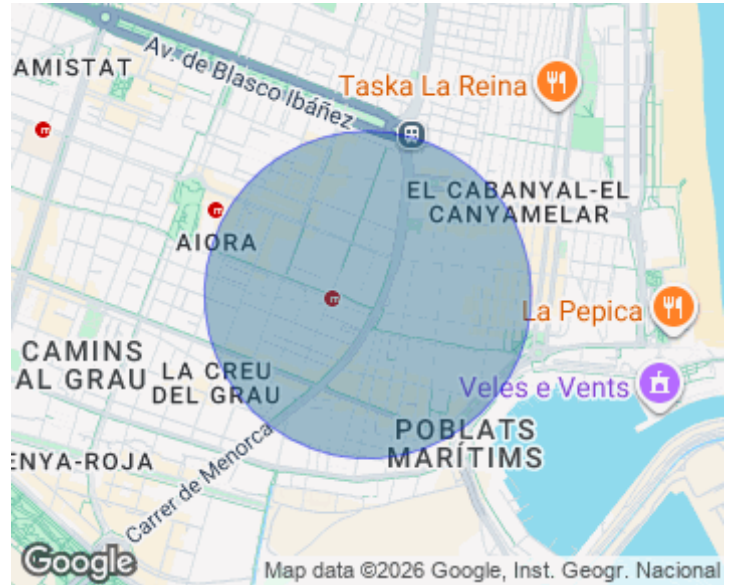 AMISTAT
Av. de Blasco Ibáñez
Taska La Reina
EL CABANYAL-EL
CANYAMELAR
AIORA
La Pepica
CAMINS
AL GRAU
LA CREU
DEL GRAU
Veles e Vents
POBLATS
MARÍTIMS
ENYA-ROJA
Carrer de Menorca
Google
Map data ©2026 Google, Inst. Geogr. Nacional